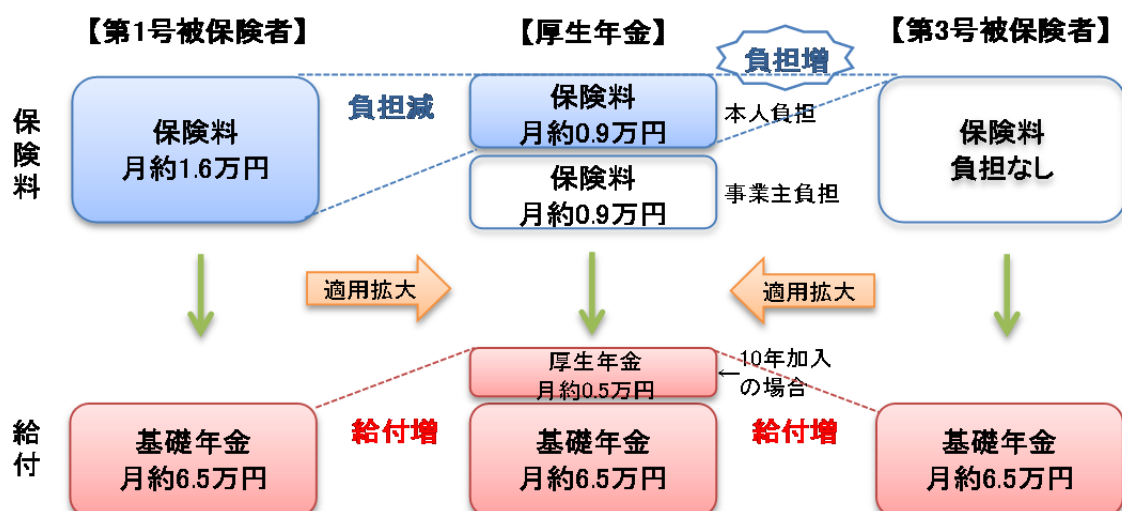 【第1号被保険者】
【厚生年金】
【第3号被保険者】
負担増
保険料
保険料
月約1.6万円
負担減
保険料
月約0.9万円
本人負担
保険料
月約0.9万円
事業主負担
保険料
負担なし
適用拡大
適用拡大
厚生年金
月約0.5万円
←10年加入
の場合
給付
基礎年金
月約6.5万円
給付増
基礎年金
月約6.5万円
給付増
基礎年金
月約6.5万円